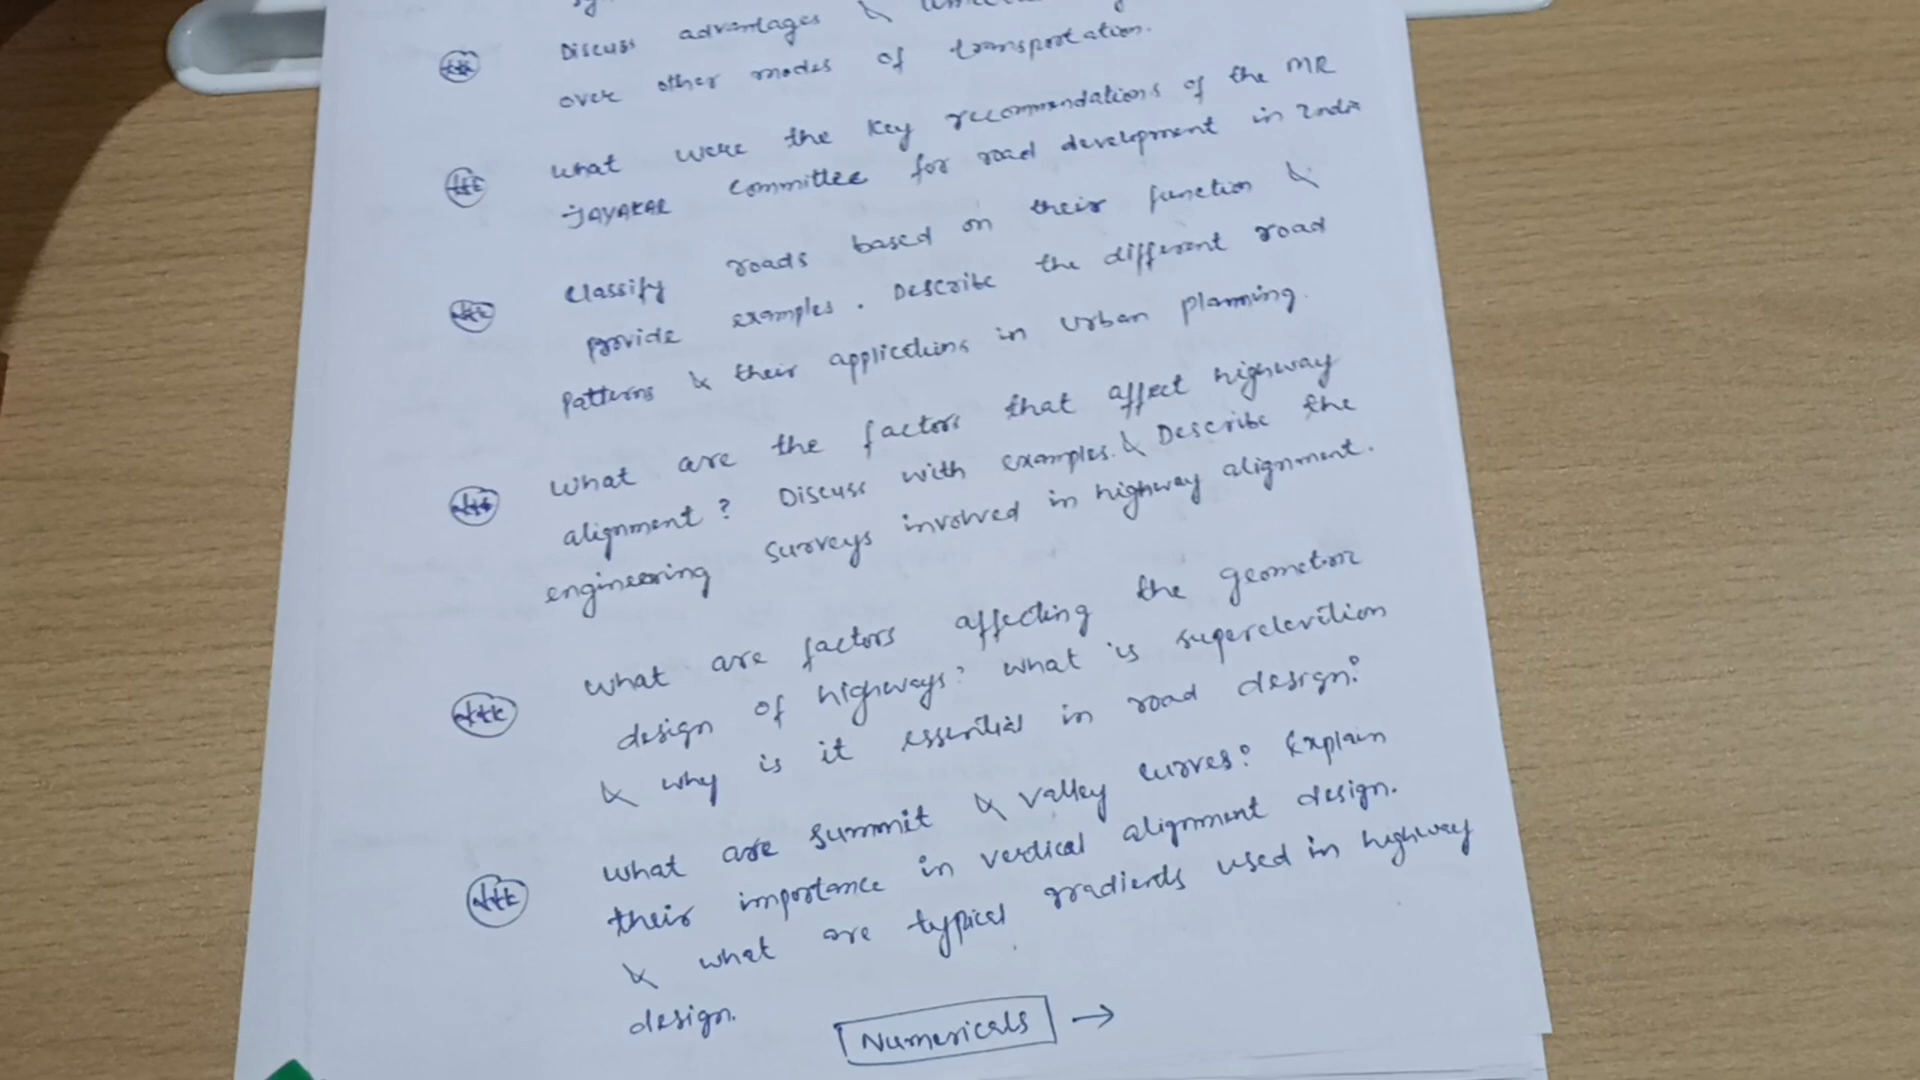 Discuss advantages &
over other modes of transportation.
what were the key recommendations of the MR
JAYAKAR committee for road development in India
classify roads based on their function &
provide examples. Describe the different road
patterns & their applications in urban planning.
what are the factors that affect highway
alignment? Discuss with examples. & Describe the
engineering surveys involved in highway alignment.
what are factors affecting the geometric
design of highways? what is superelevation
& why is it essential in road design?
what are summit & valley curves? Explain
their importance in vertical alignment design.
& what are typical gradients used in highway
design.
Numericals →